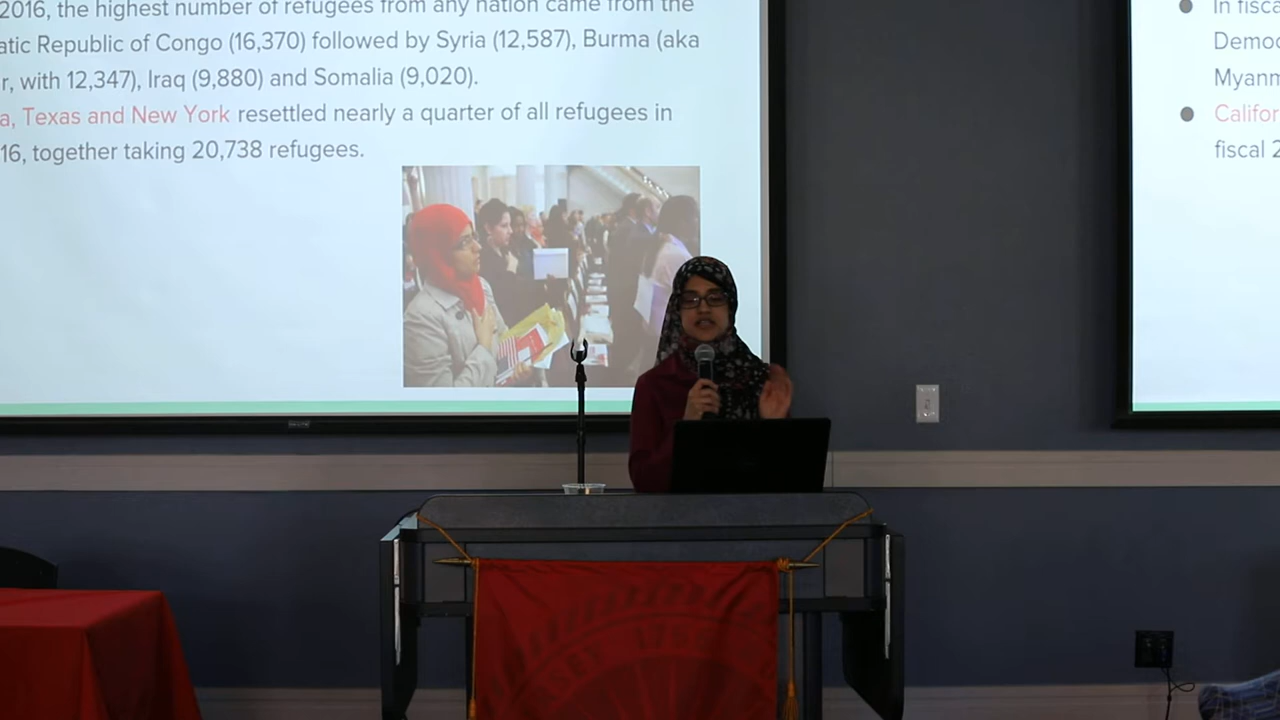 2016, the highest number of refugees from any nation came from the
atic Republic of Congo (16,370) followed by Syria (12,587), Burma (aka
r, with 12,347), Iraq (9,880) and Somalia (9,020).
a, Texas and New York resettled nearly a quarter of all refugees in
16, together taking 20,738 refugees.
In fisca
Democ
Myanm
Califor
fiscal 2